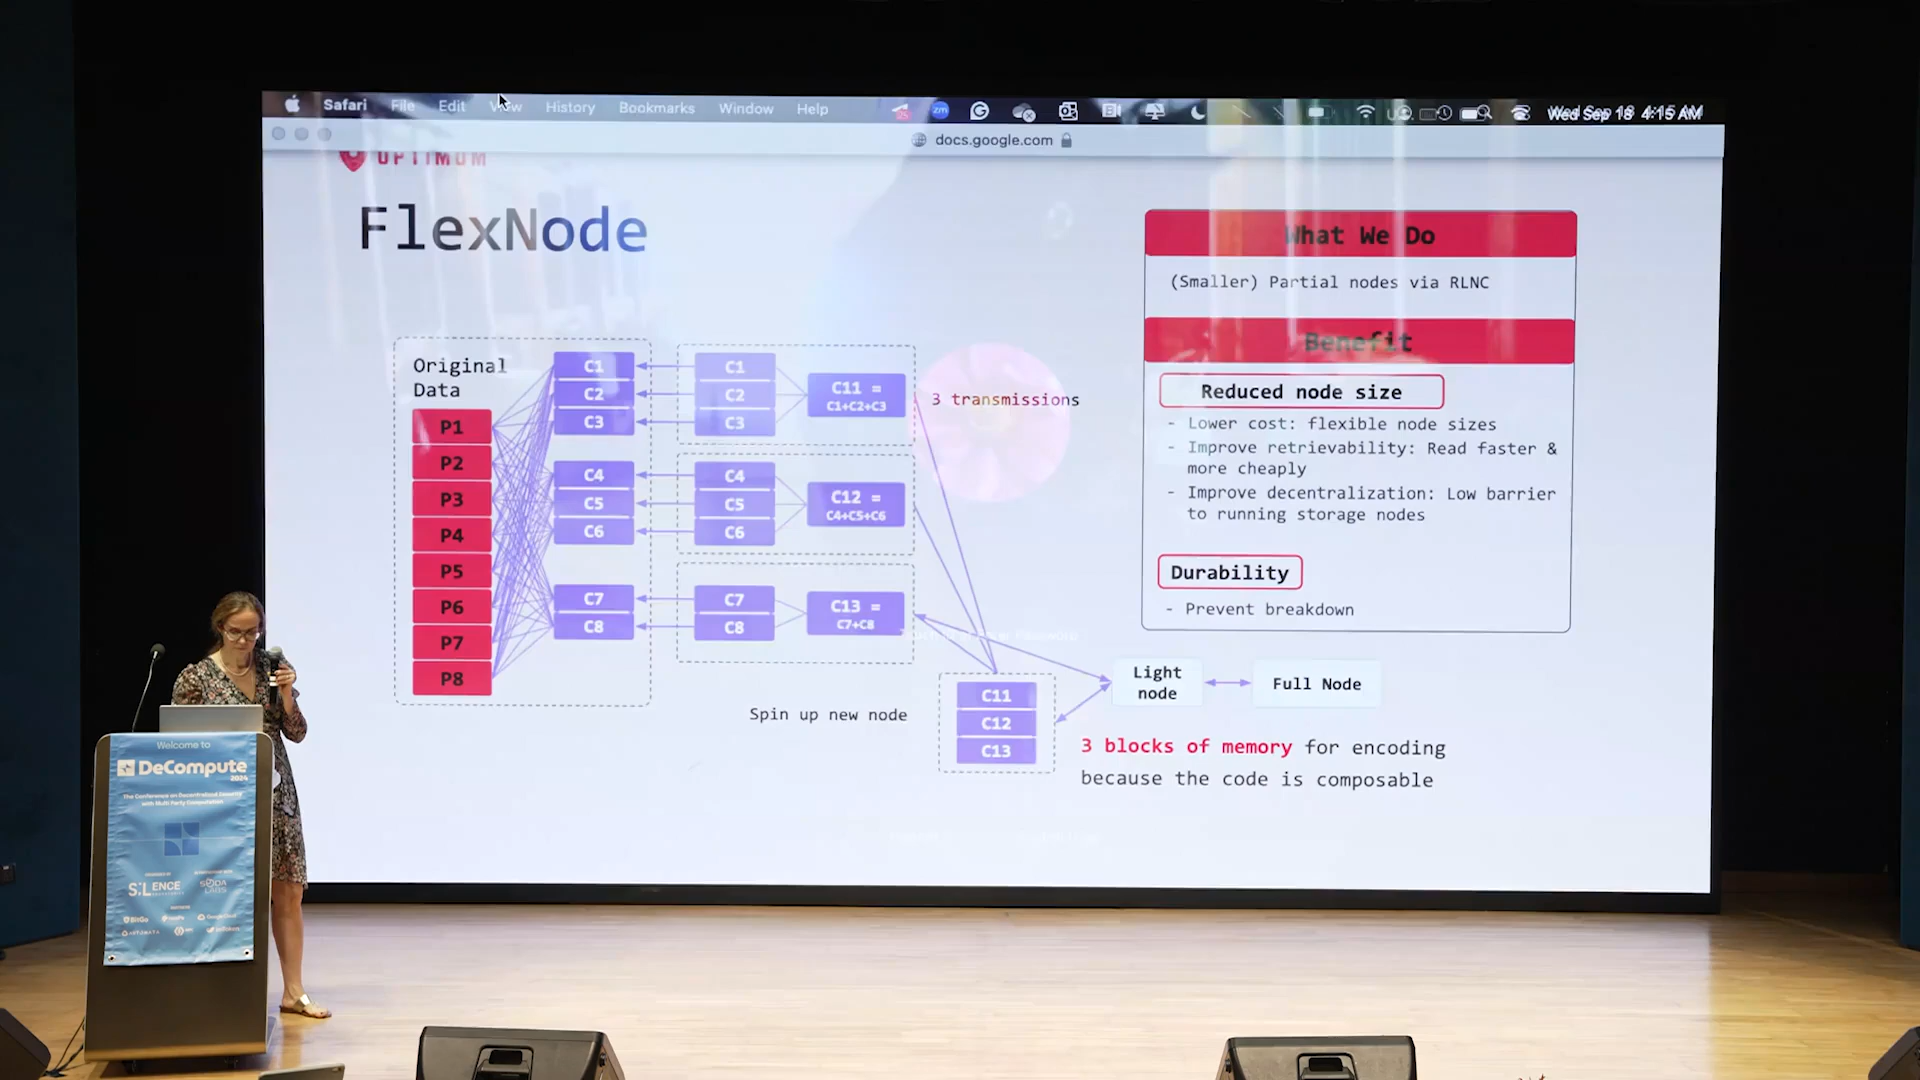 Safari File Edit View History Bookmarks Window Help
Wed Sep 18 4:15 AM
docs.google.com
OPTIMUM
FlexNode
Original
Data
P1
P2
P3
P4
P5
P6
P7
P8
C1
C2
C3
C4
C5
C6
C7
C8
C1
C2
C3
C11 =
C1+C2+C3
C4
C5
C6
C12 =
C4+C5+C6
C7
C8
C13 =
C7+C8
3 transmissions
Spin up new node
C11
C12
C13
Light
node
Full Node
3 blocks of memory for encoding
because the code is composable
What We Do
(Smaller) Partial nodes via RLNC
Benefit
Reduced node size
- Lower cost: flexible node sizes
- Improve retrievability: Read faster &
more cheaply
- Improve decentralization: Low barrier
to running storage nodes
Durability
- Prevent breakdown
Welcome to
DeCompute
2024
The Conference on Decentralized Security
with Multi Party Computation
SILENCE
SODA
LABS
BitGo
Google Cloud